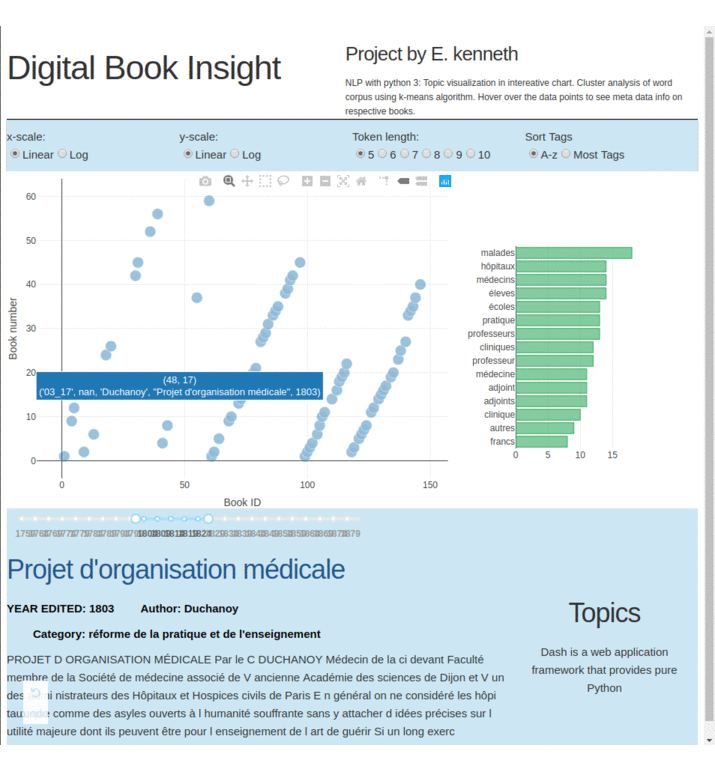 Digital Book Insight
Project by E. kenneth
NLP with python 3: Topic visualization in intereative chart. Cluster analysis of word
corpus using k-means algorithm. Hover over the data points to see meta data info on
respective books.
x-scale:
Linear Log
y-scale:
Linear Log
Token length:
5 6 7 8 9 10
Sort Tags
A-z Most Tags
60
50
40
30
20
10
0
Book number
(48, 17)
('03_17', nan, 'Duchanoy', "Projet d'organisation médicale", 1803)
0 50 100 150
Book ID
malades
hôpitaux
médecins
éleves
écoles
pratique
professeurs
cliniques
professeur
médecine
adjoint
adjoints
clinique
autres
francs
0 5 10 15
Projet d'organisation médicale
YEAR EDITED: 1803 Author: Duchanoy
Category: réforme de la pratique et de l'enseignement
PROJET D ORGANISATION MÉDICALE Par le C DUCHANOY Médecin de la ci devant Faculté
membre de la Société de médecine associé de V ancienne Académie des sciences de Dijon et V un
des nistrateurs des Hôpitaux et Hospices civils de Paris E n général on ne considéré les hôpi
comme des asyles ouverts à l humanité souffrante sans y attacher d idées précises sur l
utilité majeure dont ils peuvent être pour l enseignement de l art de guérir Si un long exerc
Topics
Dash is a web application
framework that provides pure
Python